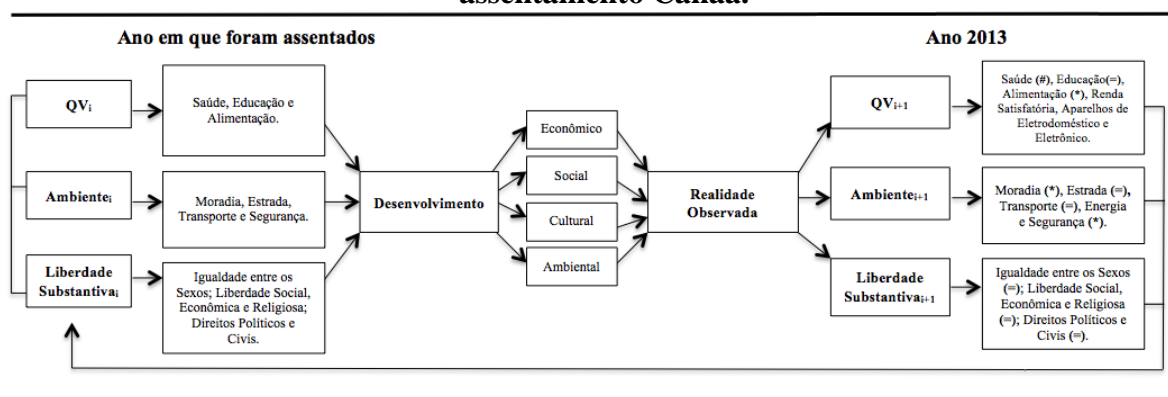 assentamento Canaã.
Ano em que foram assentados
Ano 2013
QVi
Saúde, Educação e
Alimentação.
Ambientei
Moradia, Estrada,
Transporte e Segurança.
Liberdade
Substantivai
Igualdade entre os
Sexos; Liberdade Social,
Econômica e Religiosa;
Direitos Políticos e
Civis.
Desenvolvimento
Econômico
Social
Cultural
Ambiental
Realidade
Observada
QVi+1
Saúde (#), Educação(=),
Alimentação (*), Renda
Satisfatória, Aparelhos de
Eletrodoméstico e
Eletrônico.
Ambientei+1
Moradia (*), Estrada (=),
Transporte (=), Energia
e Segurança (*).
Liberdade
Substantivai+1
Igualdade entre os Sexos
(=); Liberdade Social,
Econômica e Religiosa
(=); Direitos Políticos e
Civis (=).